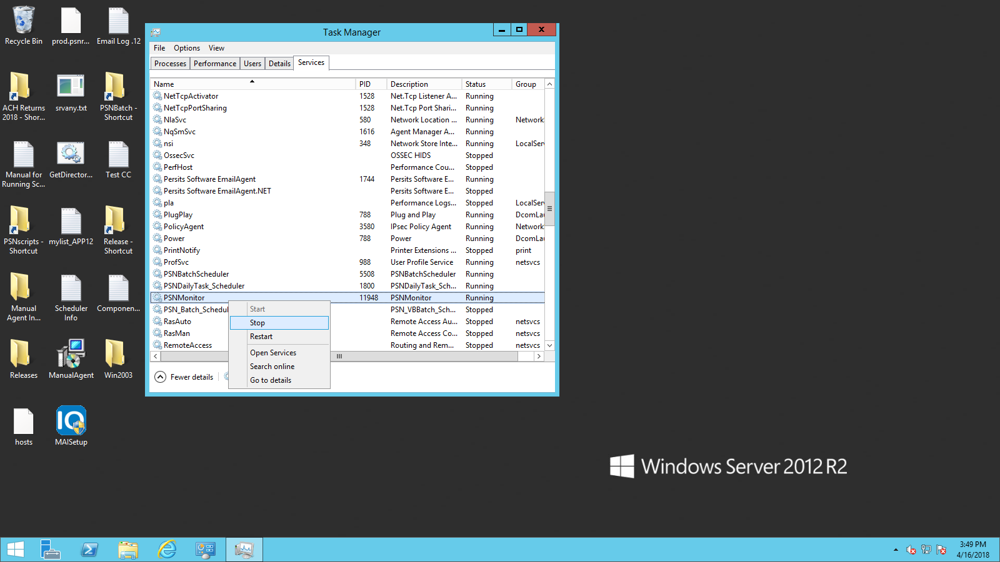 Recycle Bin
prod.psnr...
Email Log .12
ACH Returns
2018 - Shor...
srvany.txt
PSNBatch -
Shortcut
Manual for
Running Sc...
GetDirector...
Test CC
PSNscripts -
Shortcut
mylist_APP12
Release -
Shortcut
Manual
Agent In...
Scheduler
Info
Componen...
Releases
ManualAgent
Win2003
hosts
IQ
MAISetup
Task Manager
File Options View
Processes Performance Users Details Services
Name PID Description Status Group
NetTcpActivator 1528 Net.Tcp Listener A... Running
NetTcpPortSharing 1528 Net.Tcp Port Shari... Running
NlaSvc 580 Network Location ... Running Network
NqSmSvc 1616 Agent Manager A... Running
nsi 348 Network Store Inte... Running LocalSer
OssecSvc OSSEC HIDS Stopped
PerfHost Performance Cou... Stopped
Persits Software EmailAgent 1744 Persits Software E... Running
Persits Software EmailAgent.NET Persits Software E... Stopped
pla Performance Logs... Stopped LocalSer
PlugPlay 788 Plug and Play Running DcomLau
PolicyAgent 3580 IPsec Policy Agent Running Network
Power 788 Power Running DcomLau
PrintNotify Printer Extensions ... Stopped print
ProfSvc 988 User Profile Service Running netsvcs
PSNBatchScheduler 5508 PSNBatchScheduler Running
PSNDailyTask_Scheduler 1800 PSNDailyTask_Sch... Running
PSNMonitor 11948 PSNMonitor Running
PSN_Batch_Schedul PSN_VBBatch_Sch... Stopped
RasAuto Remote Access Au... Stopped netsvcs
RasMan Remote Access Co... Stopped netsvcs
RemoteAccess Routing and Rem... Stopped netsvcs
Start
Stop
Restart
Open Services
Search online
Go to details
Fewer details
Windows Server 2012 R2
3:49 PM
4/16/2018